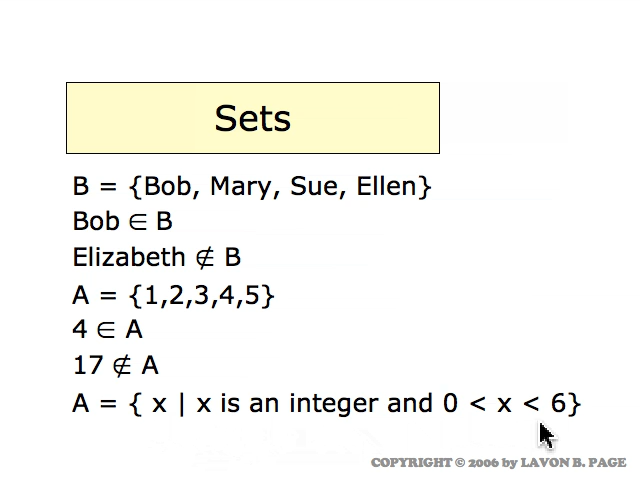 Sets
B = {Bob, Mary, Sue, Ellen}
Bob ∈ B
Elizabeth ∉ B
A = {1,2,3,4,5}
4 ∈ A
17 ∉ A
A = { x | x is an integer and 0 < x < 6}
COPYRIGHT © 2006 by LAVON B. PAGE